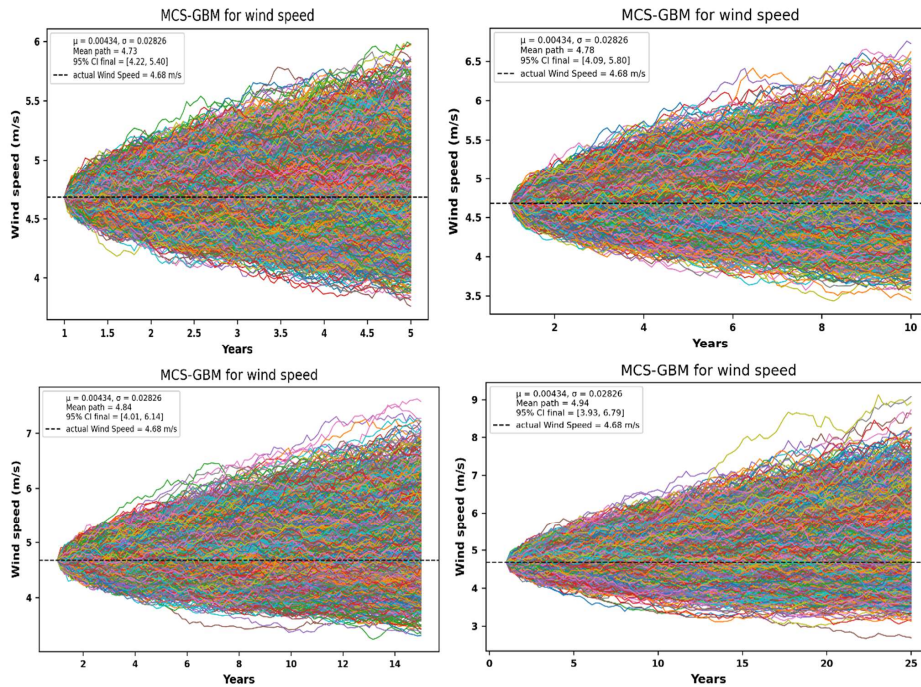 MCS-GBM for wind speed
μ = 0.00434, σ = 0.02826
Mean path = 4.73
95% CI final = [4.22, 5.40]
actual Wind Speed = 4.68 m/s
Wind speed (m/s)
6
5.5
5
4.5
4
1 1.5 2 2.5 3 3.5 4 4.5 5
Years
MCS-GBM for wind speed
μ = 0.00434, σ = 0.02826
Mean path = 4.78
95% CI final = [4.09, 5.80]
actual Wind Speed = 4.68 m/s
Wind speed (m/s)
6.5
6
5.5
5
4.5
4
3.5
2 4 6 8 10
Years
MCS-GBM for wind speed
μ = 0.00434, σ = 0.02826
Mean path = 4.84
95% CI final = [4.01, 6.14]
actual Wind Speed = 4.68 m/s
Wind speed (m/s)
7
6
5
4
2 4 6 8 10 12 14
Years
MCS-GBM for wind speed
μ = 0.00434, σ = 0.02826
Mean path = 4.94
95% CI final = [3.93, 6.79]
actual Wind Speed = 4.68 m/s
Wind speed (m/s)
9
8
7
6
5
4
3
0 5 10 15 20 25
Years